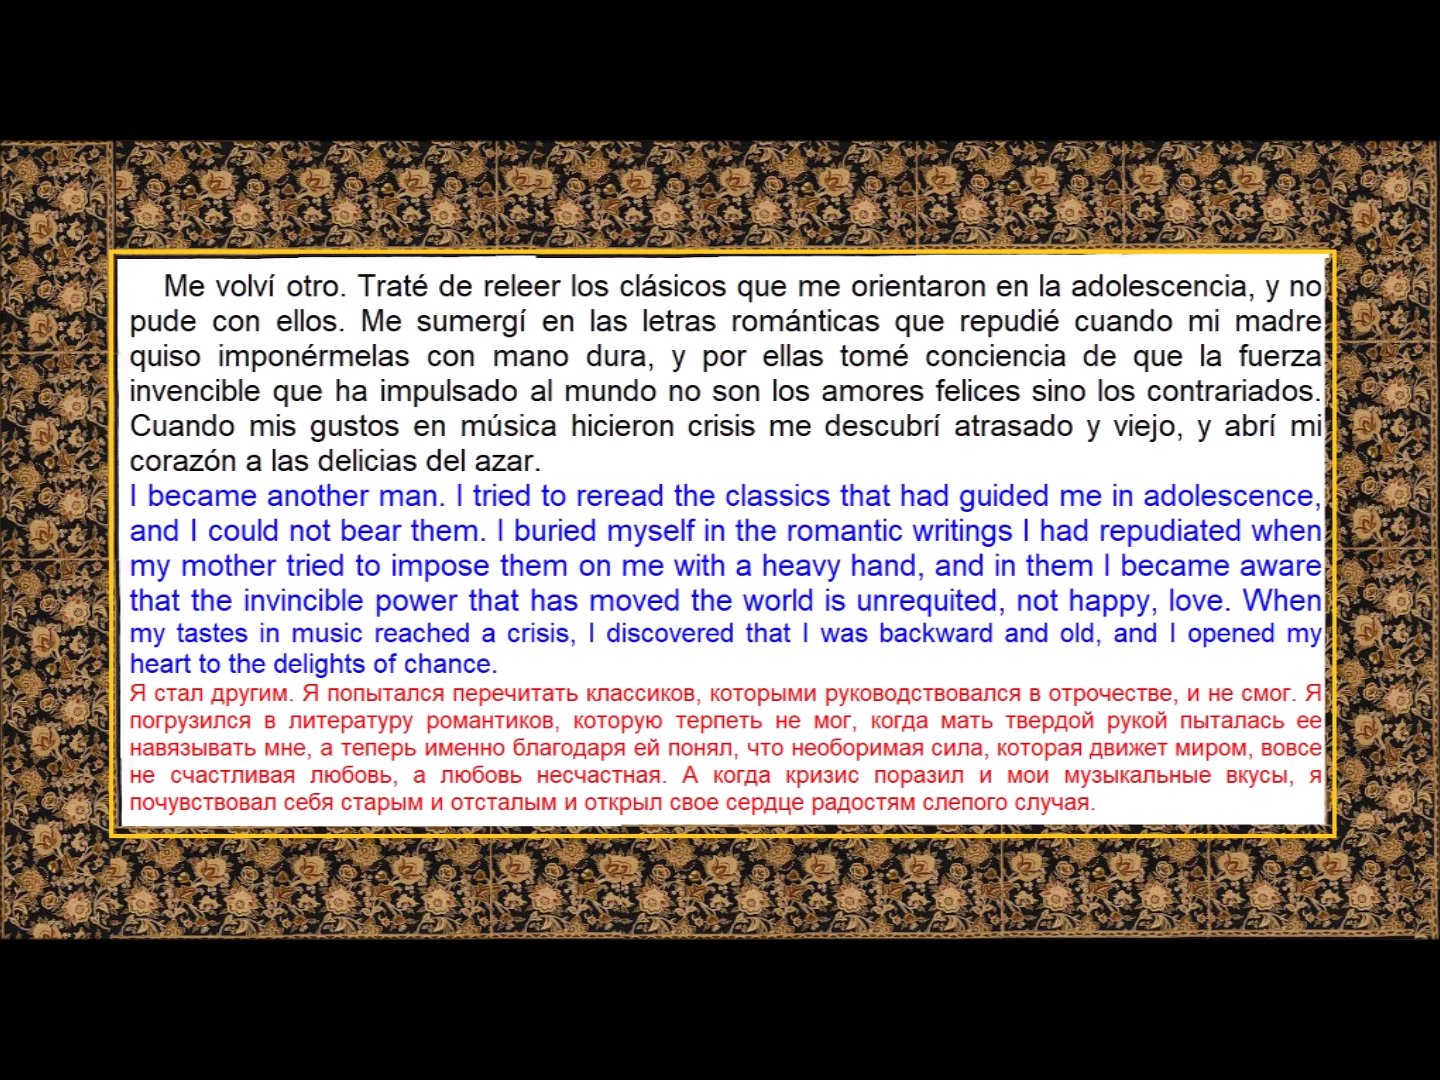 Me volví otro. Traté de releer los clásicos que me orientaron en la adolescencia, y no
pude con ellos. Me sumergí en las letras románticas que repudié cuando mi madre
quiso imponérmelas con mano dura, y por ellas tomé conciencia de que la fuerza
invencible que ha impulsado al mundo no son los amores felices sino los contrariados.
Cuando mis gustos en música hicieron crisis me descubrí atrasado y viejo, y abrí mi
corazón a las delicias del azar.
I became another man. I tried to reread the classics that had guided me in adolescence,
and I could not bear them. I buried myself in the romantic writings I had repudiated when
my mother tried to impose them on me with a heavy hand, and in them I became aware
that the invincible power that has moved the world is unrequited, not happy, love. When
my tastes in music reached a crisis, I discovered that I was backward and old, and I opened my
heart to the delights of chance.
Я стал другим. Я попытался перечитать классиков, которыми руководствовался в отрочестве, и не смог. Я
погрузился в литературу романтиков, которую терпеть не мог, когда мать твердой рукой пыталась ее
навязывать мне, а теперь именно благодаря ей понял, что необоримая сила, которая движет миром, вовсе
не счастливая любовь, а любовь несчастная. А когда кризис поразил и мои музыкальные вкусы, я
почувствовал себя старым и отсталым и открыл свое сердце радостям слепого случая.